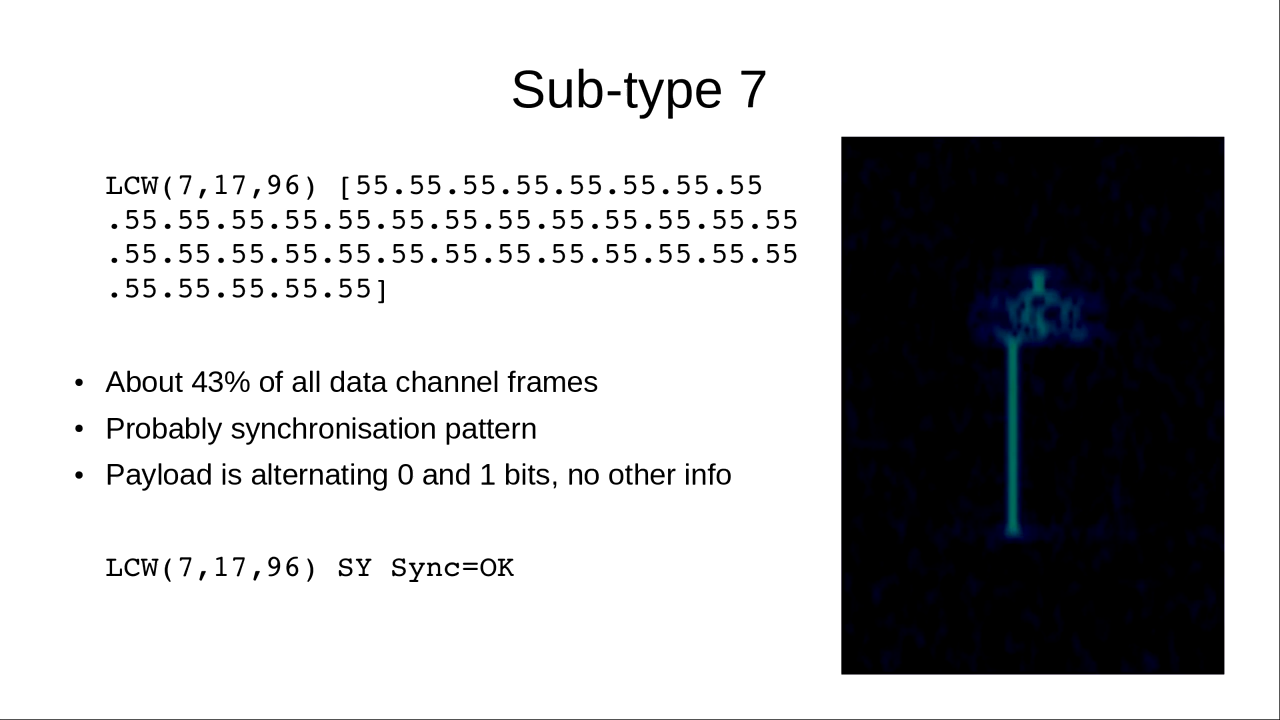 Sub-type 7
LCW(7,17,96) [55.55.55.55.55.55.55.55
.55.55.55.55.55.55.55.55.55.55.55.55.55
.55.55.55.55.55.55.55.55.55.55.55.55.55
.55.55.55.55.55]
• About 43% of all data channel frames
• Probably synchronisation pattern
• Payload is alternating 0 and 1 bits, no other info
LCW(7,17,96) SY Sync=OK